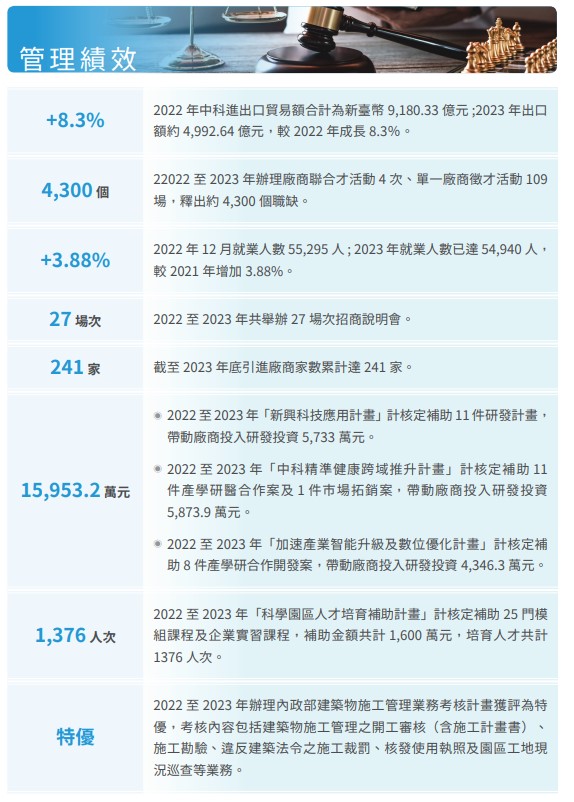 管理績效
+8.3%
2022 年中科進出口貿易額合計為新臺幣 9,180.33 億元 ;2023 年出口
額約 4,992.64 億元，較 2022 年成長 8.3%。
4,300 個
22022 至 2023 年辦理廠商聯合才活動 4 次、單一廠商徵才活動 109
場，釋出約 4,300 個職缺。
+3.88%
2022 年 12 月就業人數 55,295 人 ; 2023 年就業人數已達 54,940 人，
較 2021 年增加 3.88%。
27 場次
2022 至 2023 年共舉辦 27 場次招商說明會。
241 家
截至 2023 年底引進廠商家數累計達 241 家。
15,953.2 萬元
◉ 2022 至 2023 年「新興科技應用計畫」計核定補助 11 件研發計畫，
帶動廠商投入研發投資 5,733 萬元。
◉ 2022 至 2023 年「中科精準健康跨域推升計畫」計核定補助 11
件產學研醫合作案及 1 件市場拓銷案，帶動廠商投入研發投資
5,873.9 萬元。
◉ 2022 至 2023 年「加速產業智能升級及數位優化計畫」計核定補
助 8 件產學研合作開發案，帶動廠商投入研發投資 4,346.3 萬元。
1,376 人次
2022 至 2023 年「科學園區人才培育補助計畫」計核定補助 25 門模
組課程及企業實習課程，補助金額共計 1,600 萬元，培育人才共計
1376 人次。
特優
2022 至 2023 年辦理內政部建築物施工管理業務考核計畫獲評為特
優，考核內容包括建築物施工管理之開工審核（含施工計畫書）、
施工勘驗、違反建築法令之施工裁罰、核發使用執照及園區工地現
況巡查等業務。